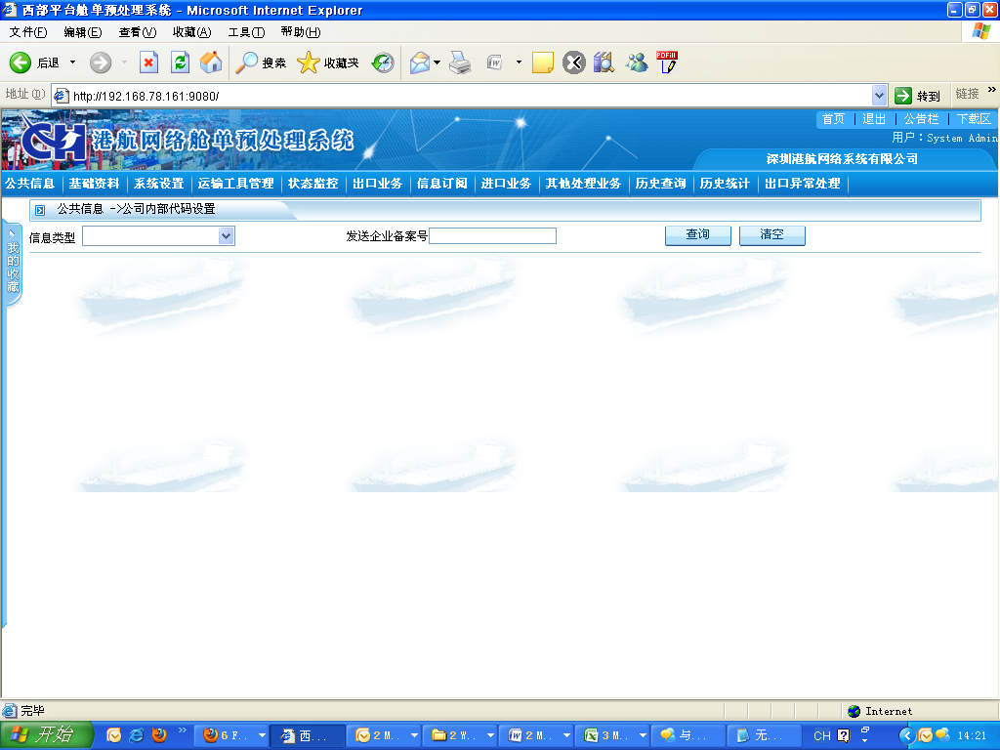 西部平台舱单预处理系统 - Microsoft Internet Explorer
文件(F) 编辑(E) 查看(V) 收藏(A) 工具(T) 帮助(H)
后退 搜索 收藏夹 PDFill
地址(D) http://192.168.78.161:9080/ 转到 链接 »
首页 | 退出 | 公告栏 | 下载区
CH 港航网络舱单预处理系统
用户：System Admin
深圳港航网络系统有限公司
公共信息 基础资料 系统设置 运输工具管理 状态监控 出口业务 信息订阅 进口业务 其他处理业务 历史查询 历史统计 出口异常处理
公共信息 ->公司内部代码设置
信息类型 发送企业备案号 查询 清空
我的收藏
完毕 Internet
开始 » 6 F... 西... 2 M... 2 W... 2 M... 3 M... 与... 无... CH 14:21